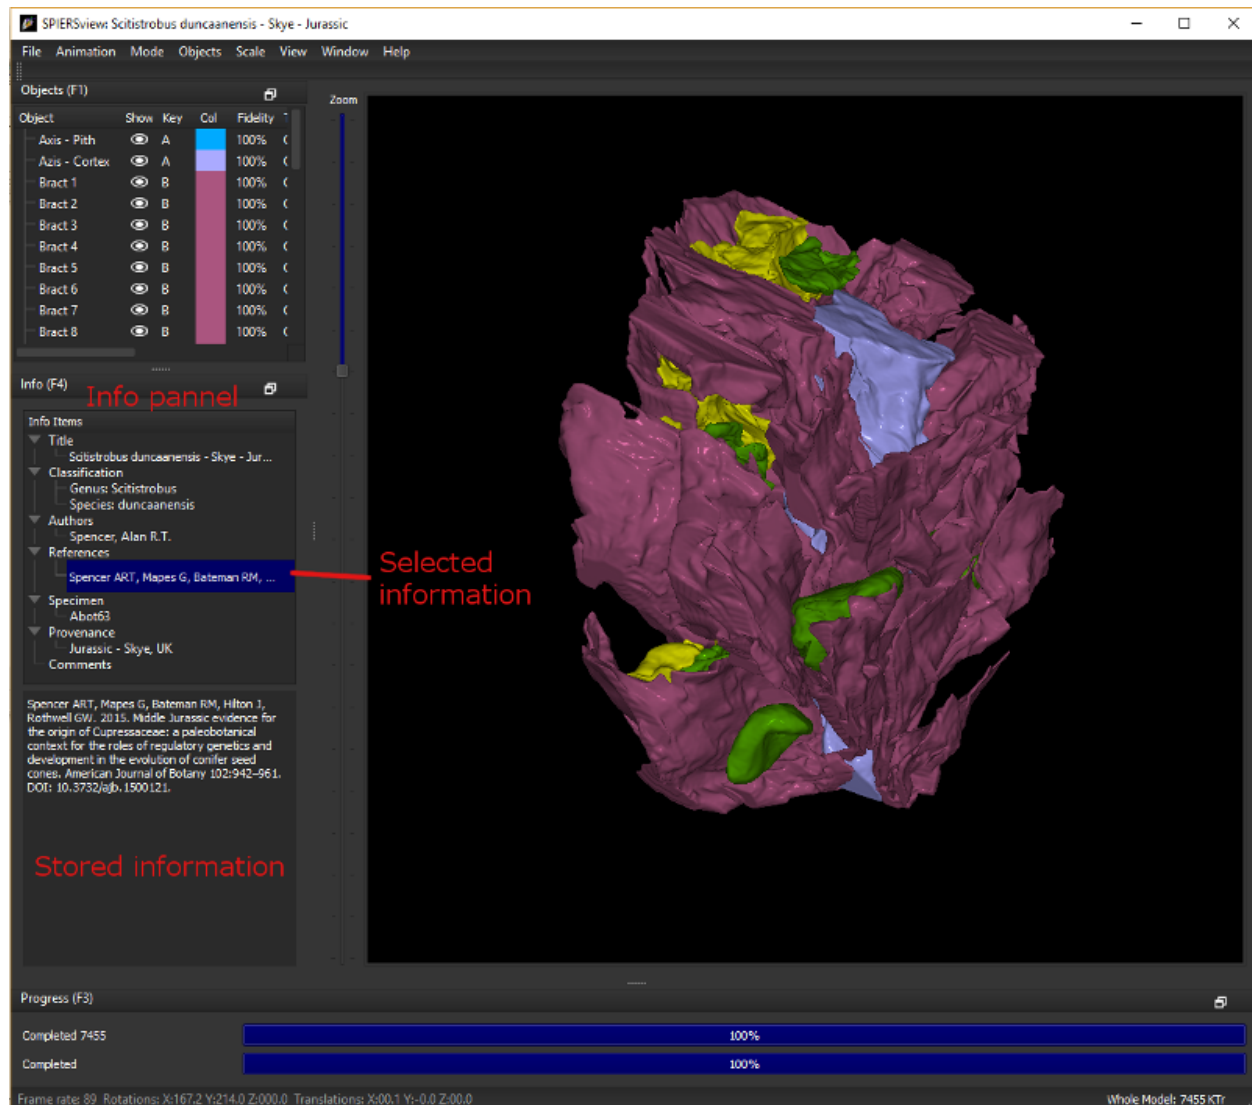 SPIERSview: Scitistrobus duncaanensis - Skye - Jurassic
File Animation Mode Objects Scale View Window Help
Objects (F1)
Zoom
Object Show Key Col Fidelity
Axis - Pith A 100%
Azis - Cortex A 100%
Bract 1 B 100%
Bract 2 B 100%
Bract 3 B 100%
Bract 4 B 100%
Bract 5 B 100%
Bract 6 B 100%
Bract 7 B 100%
Bract 8 B 100%
Info (F4)
Info pannel
Info Items
Title
Scitistrobus duncaanensis - Skye - Jur...
Classification
Genus: Scitistrobus
Species: duncaanensis
Authors
Spencer, Alan R.T.
References
Spencer ART, Mapes G, Bateman RM, ...
Selected
information
Specimen
Abot63
Provenance
Jurassic - Skye, UK
Comments
Spencer ART, Mapes G, Bateman RM, Hilton J,
Rothwell GW. 2015. Middle Jurassic evidence for
the origin of Cupressaceae: a paleobotanical
context for the roles of regulatory genetics and
development in the evolution of conifer seed
cones. American Journal of Botany 102:942–961.
DOI: 10.3732/ajb.1500121.
Stored information
Progress (F3)
Completed 7455 100%
Completed 100%
Frame rate: 89 Rotations: X:167.2 Y:214.0 Z:000.0 Translations: X:00.1 Y:-0.0 Z:00.0
Whole Model: 7455 KTr